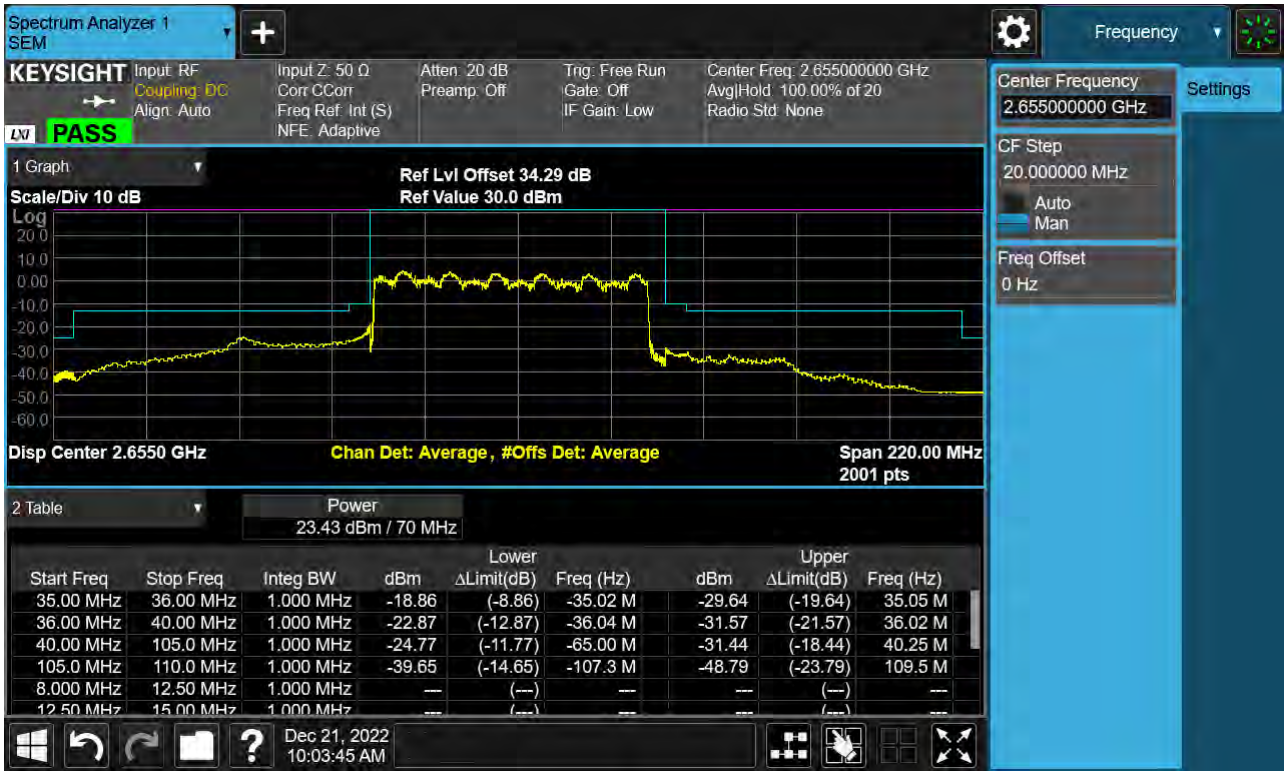 Spectrum Analyzer 1
SEM
Frequency
KEYSIGHT
Input: RF
Coupling: DC
Align: Auto
Input Z: 50 Ω
Corr CCorr
Freq Ref: Int (S)
NFE: Adaptive
Atten: 20 dB
Preamp: Off
Trig: Free Run
Gate: Off
IF Gain: Low
Center Freq: 2.655000000 GHz
Avg|Hold: 100.00% of 20
Radio Std: None
LXI PASS
Center Frequency
2.655000000 GHz
Settings
CF Step
20.000000 MHz
Auto
Man
Freq Offset
0 Hz
1 Graph
Scale/Div 10 dB
Ref Lvl Offset 34.29 dB
Ref Value 30.0 dBm
Log
20.0
10.0
0.00
-10.0
-20.0
-30.0
-40.0
-50.0
-60.0
Disp Center 2.6550 GHz
Chan Det: Average, #Offs Det: Average
Span 220.00 MHz
2001 pts
2 Table
Power
23.43 dBm / 70 MHz
Lower Upper
Start Freq Stop Freq Integ BW dBm ΔLimit(dB) Freq (Hz) dBm ΔLimit(dB) Freq (Hz)
35.00 MHz 36.00 MHz 1.000 MHz -18.86 (-8.86) -35.02 M -29.64 (-19.64) 35.05 M
36.00 MHz 40.00 MHz 1.000 MHz -22.87 (-12.87) -36.04 M -31.57 (-21.57) 36.02 M
40.00 MHz 105.0 MHz 1.000 MHz -24.77 (-11.77) -65.00 M -31.44 (-18.44) 40.25 M
105.0 MHz 110.0 MHz 1.000 MHz -39.65 (-14.65) -107.3 M -48.79 (-23.79) 109.5 M
8.000 MHz 12.50 MHz 1.000 MHz --- (---) --- --- (---) ---
12.50 MHz 15.00 MHz 1.000 MHz --- (---) --- --- (---) ---
Dec 21, 2022
10:03:45 AM